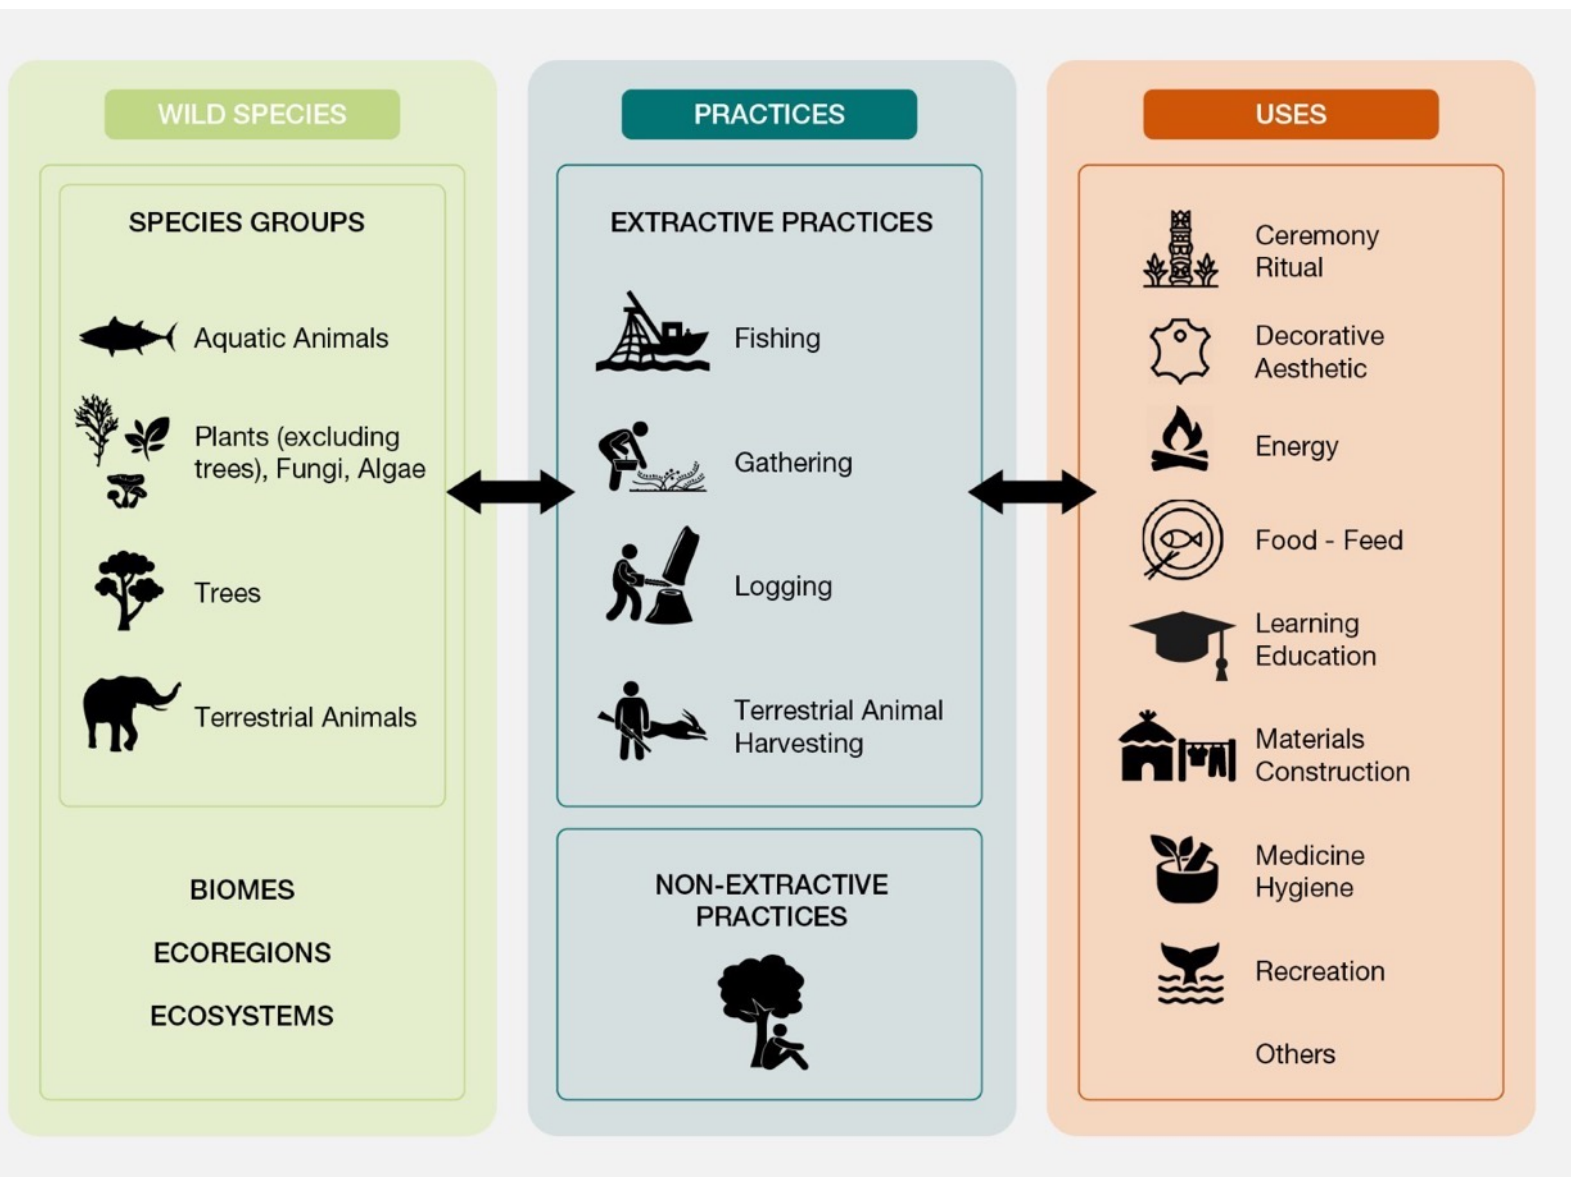 WILD SPECIES
SPECIES GROUPS
Aquatic Animals
Plants (excluding
trees), Fungi, Algae
Trees
Terrestrial Animals
BIOMES
ECOREGIONS
ECOSYSTEMS
PRACTICES
EXTRACTIVE PRACTICES
Fishing
Gathering
Logging
Terrestrial Animal
Harvesting
NON-EXTRACTIVE
PRACTICES
USES
Ceremony
Ritual
Decorative
Aesthetic
Energy
Food - Feed
Learning
Education
Materials
Construction
Medicine
Hygiene
Recreation
Others